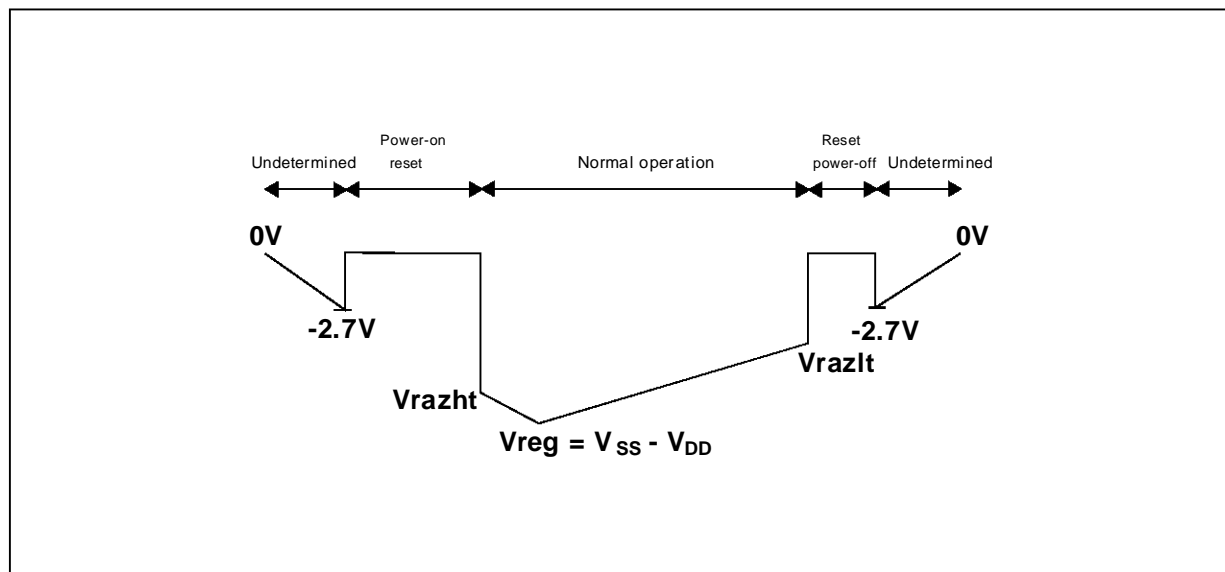 Power-on
reset
Reset
power-off
Undetermined
Normal operation
Undetermined
0V
0V
-2.7V
-2.7V
Vrazlt
Vrazht
Vreg = VSS - VDD